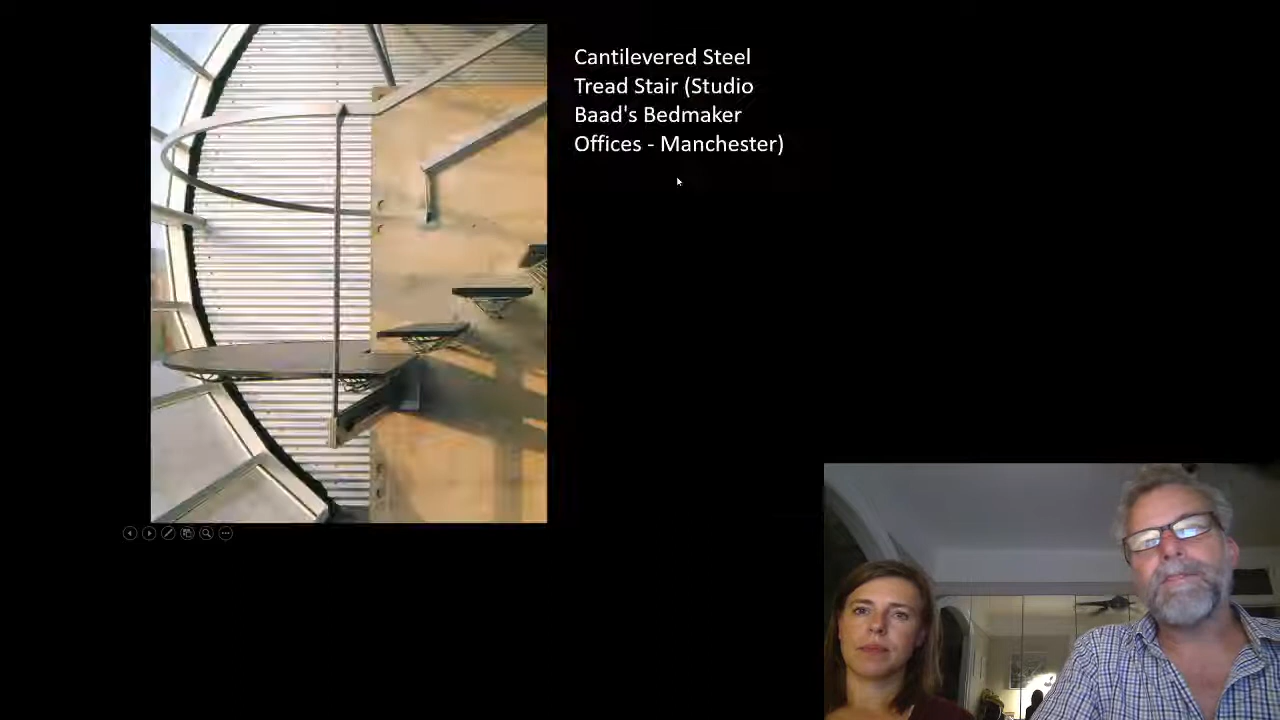 Cantilevered Steel
Tread Stair (Studio
Baad's Bedmaker
Offices - Manchester)